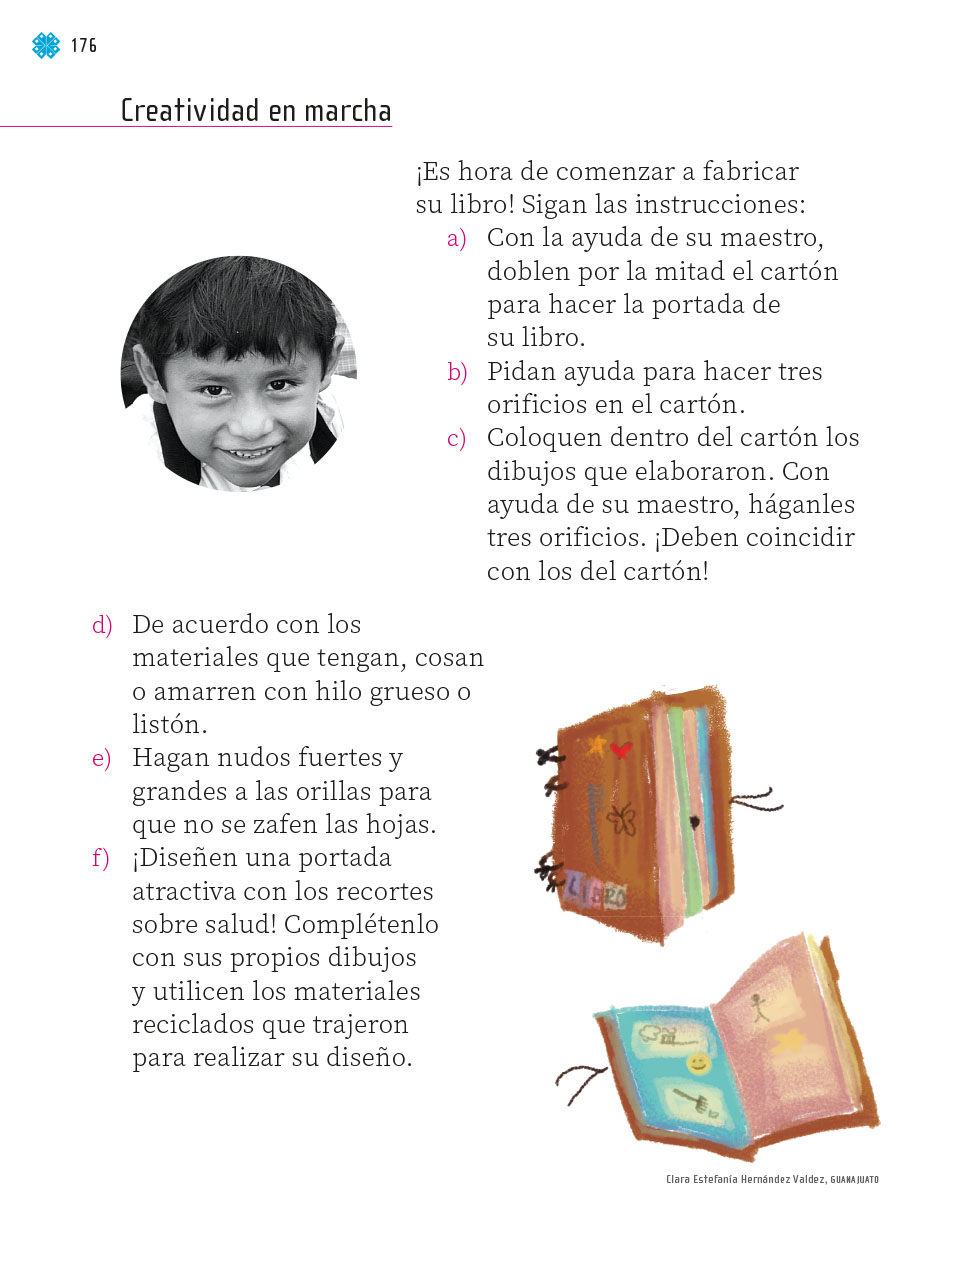 176
Creatividad en marcha
¡Es hora de comenzar a fabricar
su libro! Sigan las instrucciones:
a) Con la ayuda de su maestro,
doblen por la mitad el cartón
para hacer la portada de
su libro.
b) Pidan ayuda para hacer tres
orificios en el cartón.
c) Coloquen dentro del cartón los
dibujos que elaboraron. Con
ayuda de su maestro, háganles
tres orificios. ¡Deben coincidir
con los del cartón!
d) De acuerdo con los
materiales que tengan, cosan
o amarren con hilo grueso o
listón.
e) Hagan nudos fuertes y
grandes a las orillas para
que no se zafen las hojas.
f) ¡Diseñen una portada
atractiva con los recortes
sobre salud! Complétenlo
con sus propios dibujos
y utilicen los materiales
reciclados que trajeron
para realizar su diseño.
LIBRO
Clara Estefanía Hernández Valdez, GUANAJUATO